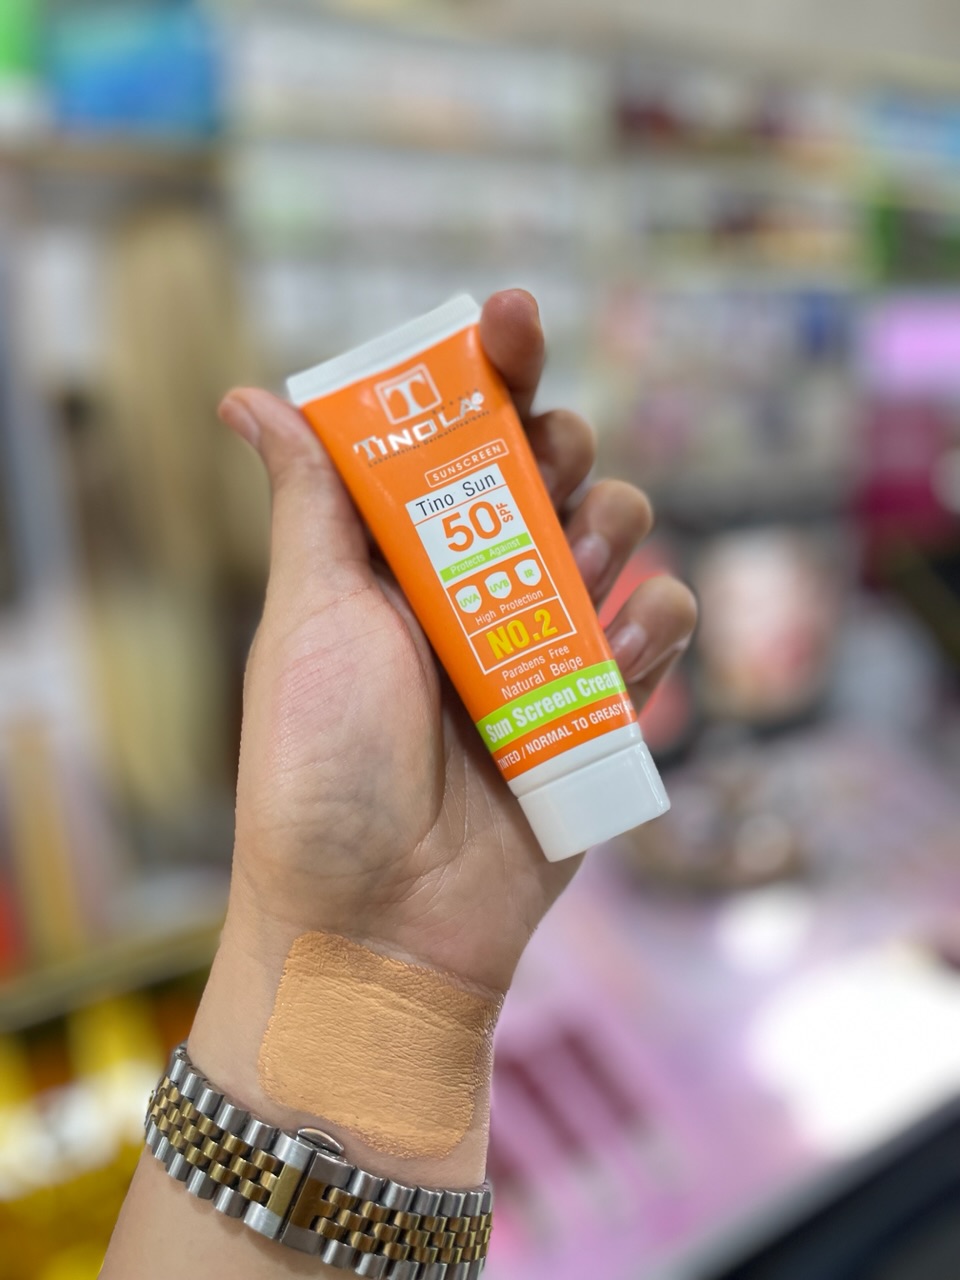 T
TINOLA
SUNSCREEN
Tino Sun
50 SPF
Protects Against
UVA UVB IR
High Protection
NO.2
Parabens Free
Natural Beige
Sun Screen Cream
TINTED / NORMAL TO GREASY